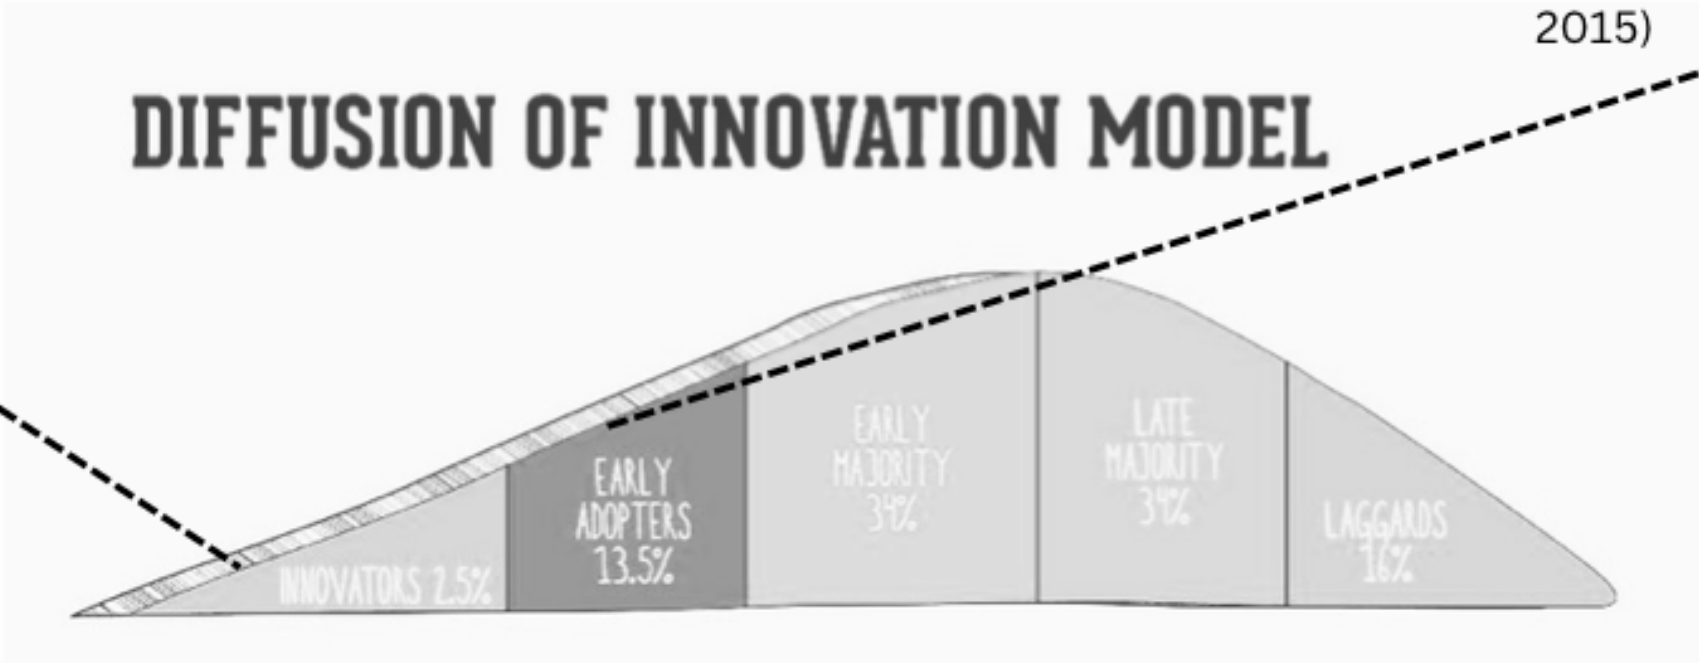 2015)
DIFFUSION OF INNOVATION MODEL
INNOVATORS 2.5%
EARLY
ADOPTERS
13.5%
EARLY
MAJORITY
34%
LATE
MAJORITY
34%
LAGGARDS
16%